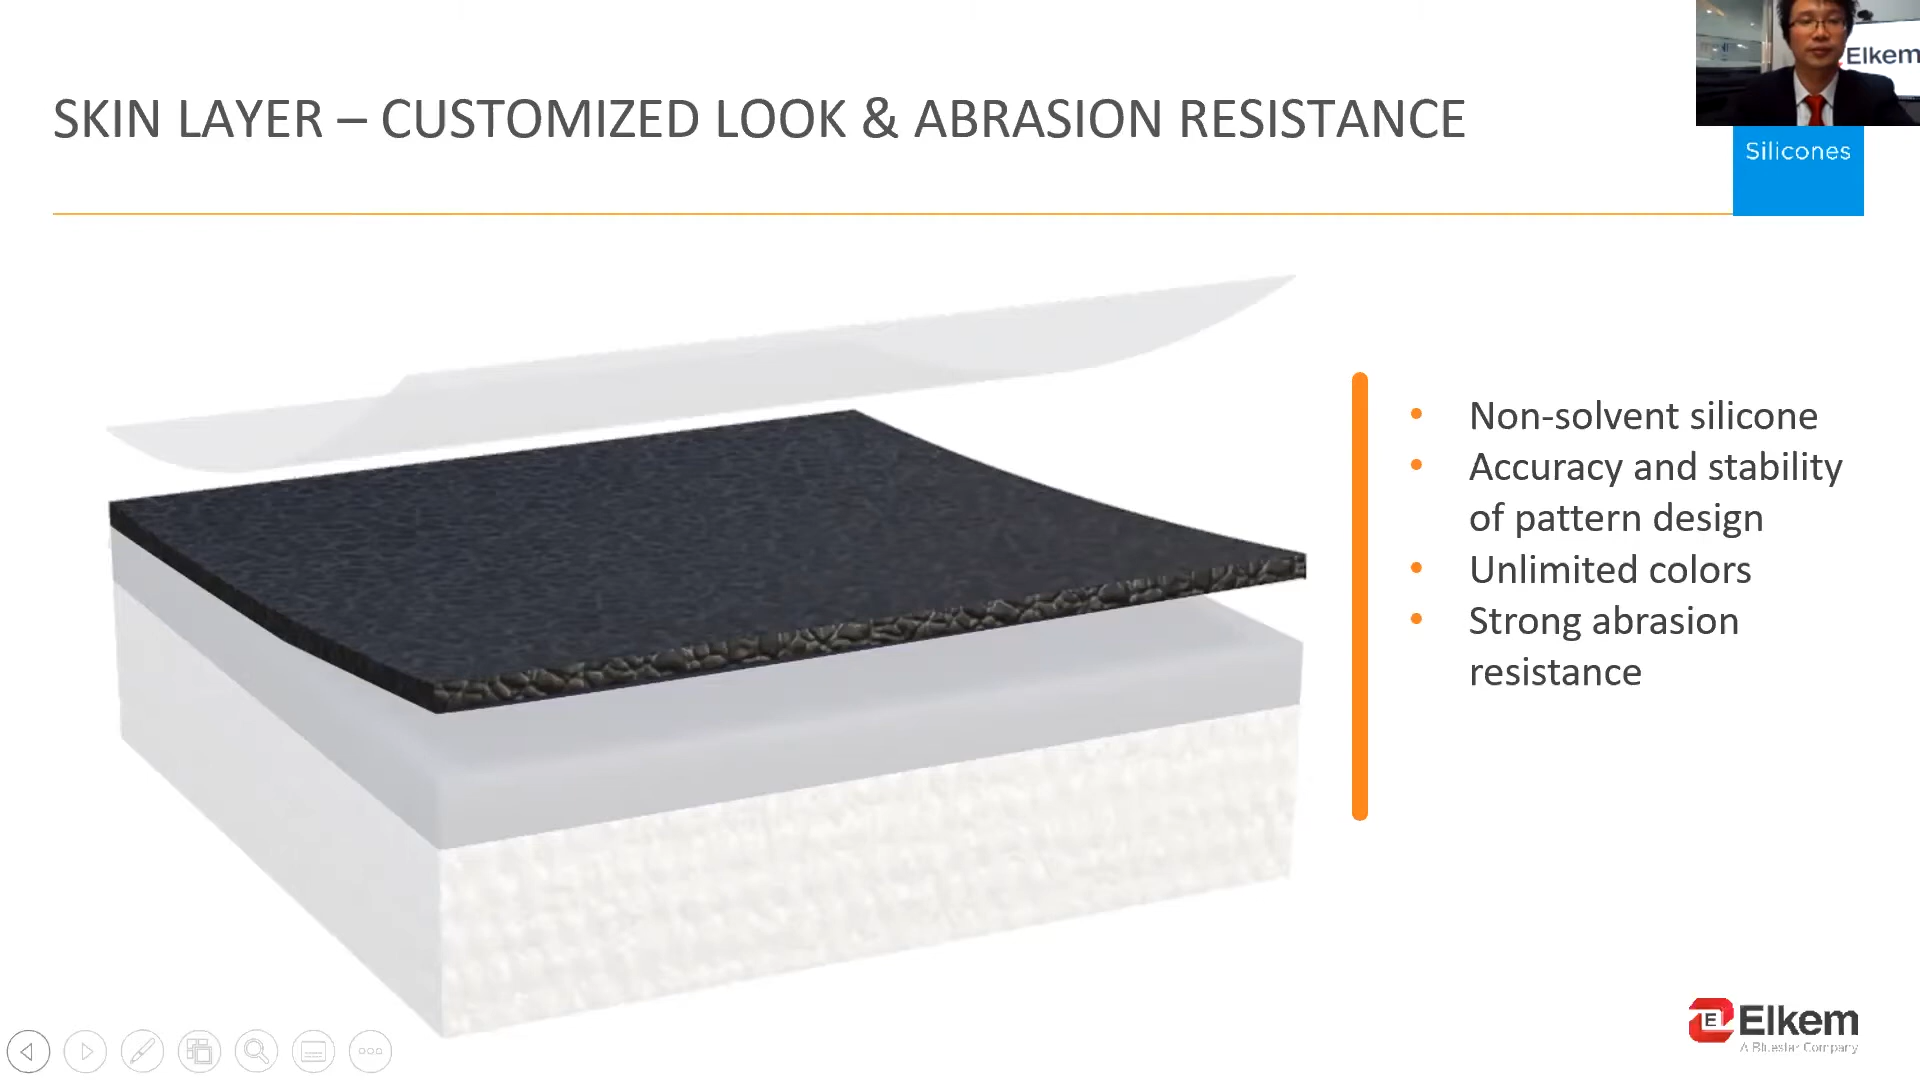 Elkem
SKIN LAYER – CUSTOMIZED LOOK & ABRASION RESISTANCE
Silicones
• Non-solvent silicone
• Accuracy and stability
of pattern design
• Unlimited colors
• Strong abrasion
resistance
Elkem
A Bluestar Company